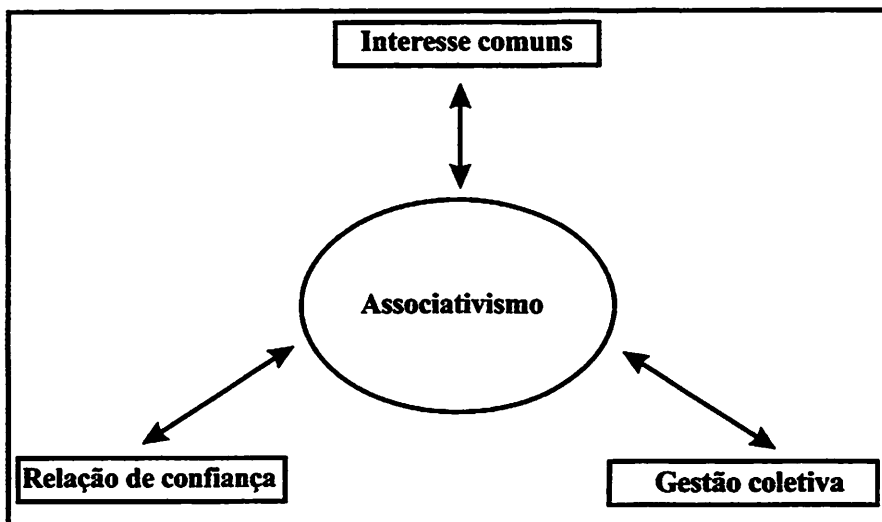 Interesse comuns
Associativismo
Relação de confiança
Gestão coletiva